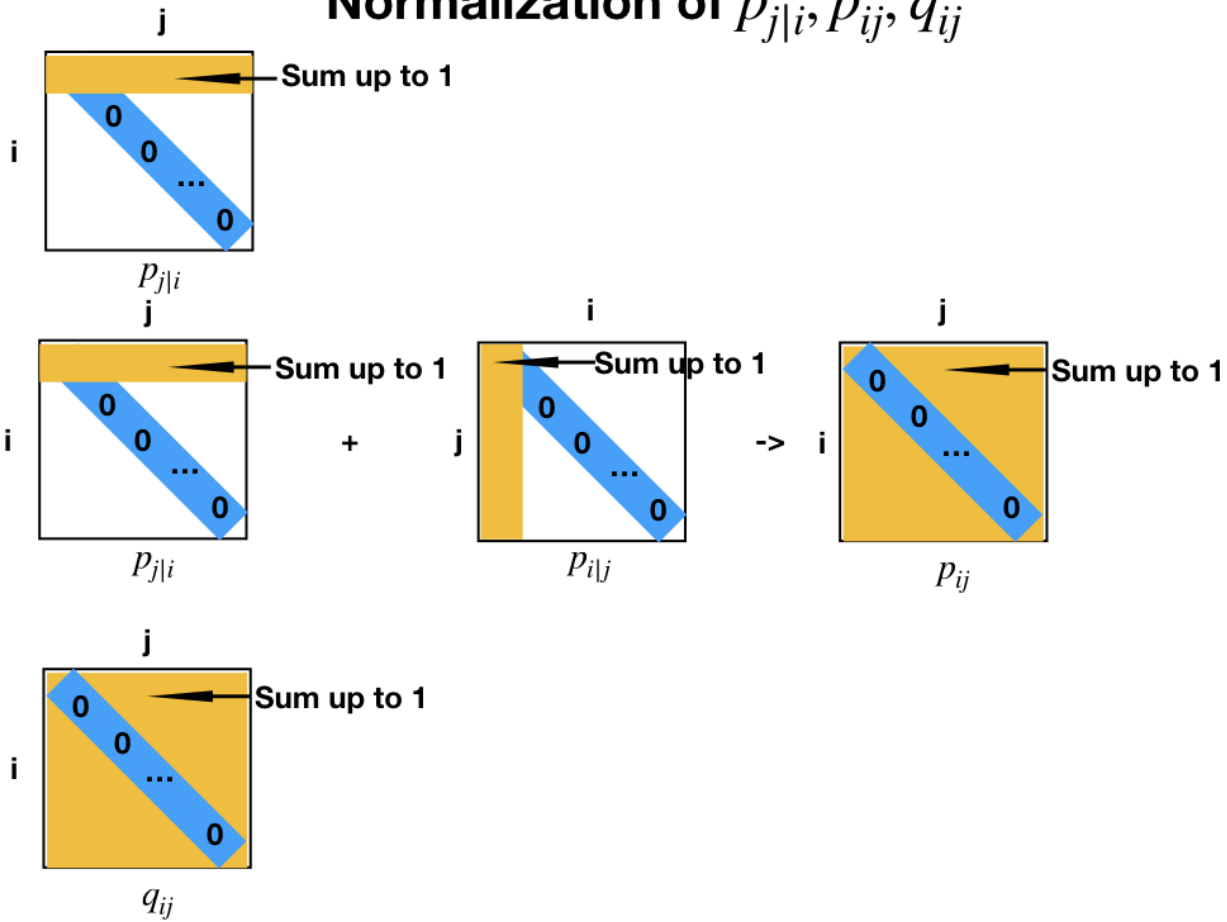 Normalization of p_{j|i}, p_{ij}, q_{ij}
j
Sum up to 1
0
0
i
...
0
p_{j|i}
j
i
j
Sum up to 1
Sum up to 1
Sum up to 1
0
0
0
0
0
0
i
+
j
->
i
...
...
...
0
0
0
p_{j|i}
p_{i|j}
p_{ij}
j
Sum up to 1
0
0
i
...
0
q_{ij}